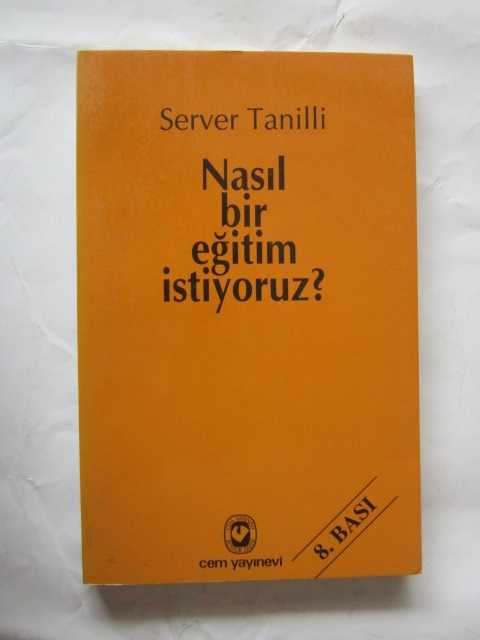 Server Tanilli
Nasıl
bir
eğitim
istiyoruz?
8. BASI
cem yayınevi